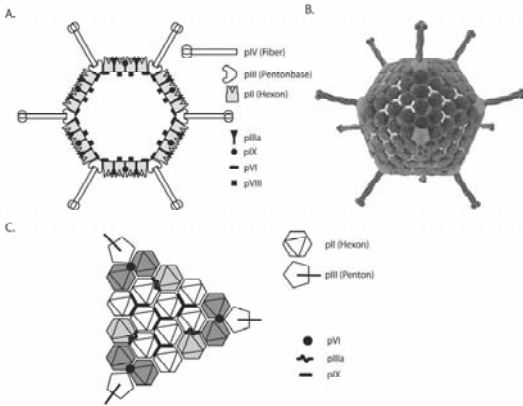 A.
pIV (Fiber)
pIII (Pentonbase)
pII (Hexon)
pIIIa
pIX
pVI
pVIII
B.
C.
pII (Hexon)
pIII (Penton)
pVI
pIIIa
pIX